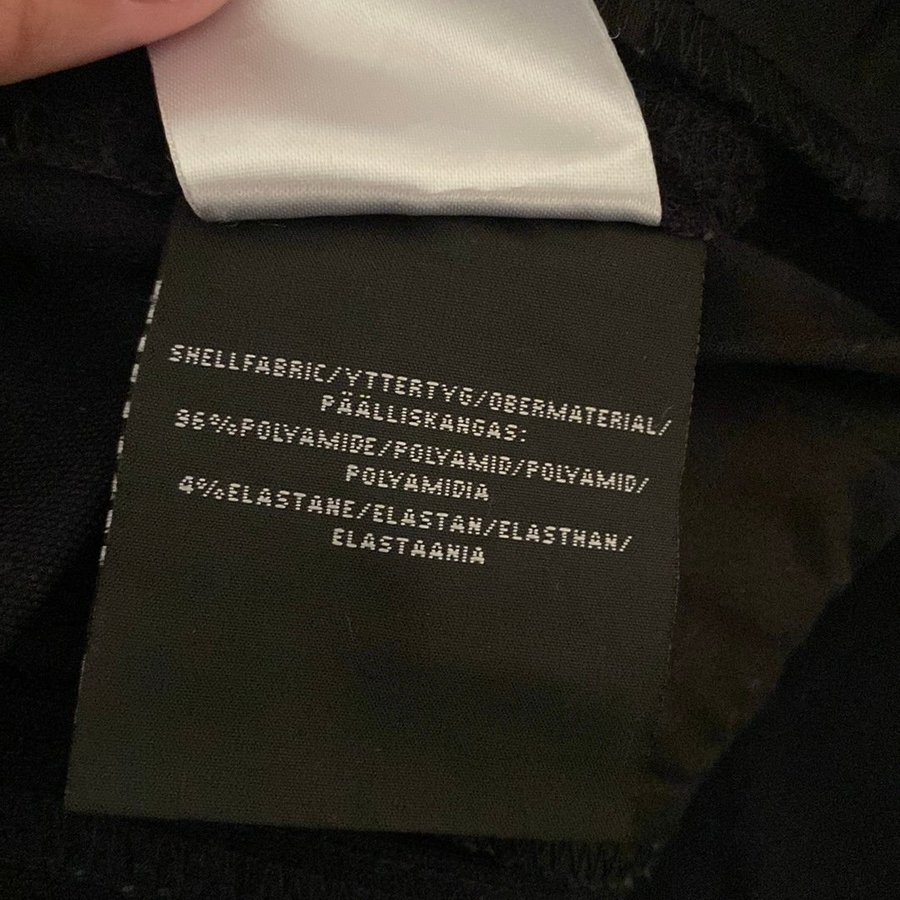 SHELLFABRIC/YTTERTYG/OBERMATERIAL/
PÄÄLLISKANGAS:
96%POLYAMIDE/POLYAMID/POLYAMID/
POLYAMIDIA
4%ELASTANE/ELASTAN/ELASTHAN/
ELASTAANIA